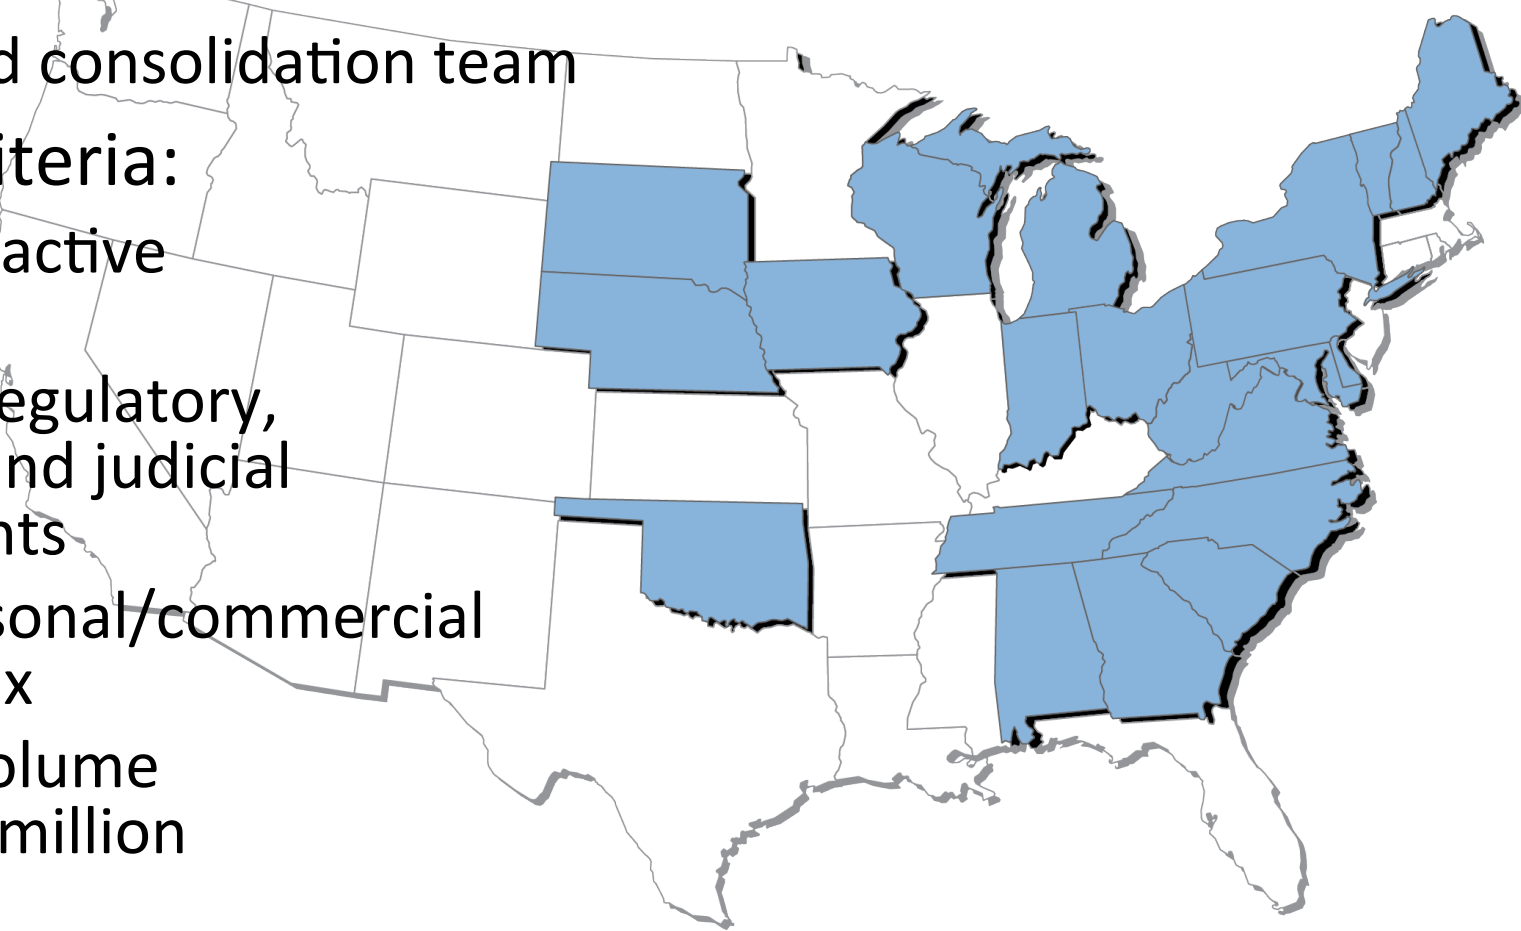 d consolidation team
iteria:
active
egulatory,
nd judicial
nts
sonal/commercial
x
olume
million